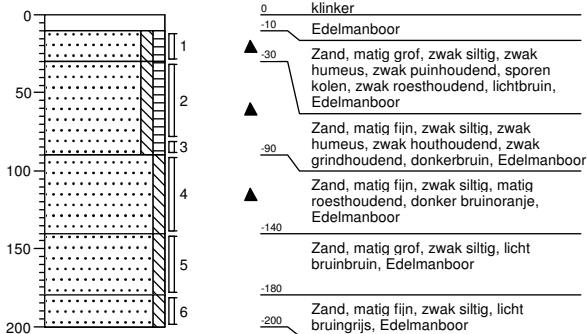 0
50
100
150
200
1
2
3
4
5
6
0
klinker
-10
Edelmanboor
-30
Zand, matig grof, zwak siltig, zwak
humeus, zwak puinhoudend, sporen
kolen, zwak roesthoudend, lichtbruin,
Edelmanboor
Zand, matig fijn, zwak siltig, zwak
humeus, zwak houthoudend, zwak
grindhoudend, donkerbruin, Edelmanboor
-90
Zand, matig fijn, zwak siltig, matig
roesthoudend, donker bruinoranje,
Edelmanboor
-140
Zand, matig grof, zwak siltig, licht
bruinbruin, Edelmanboor
-180
Zand, matig fijn, zwak siltig, licht
bruingrijs, Edelmanboor
-200